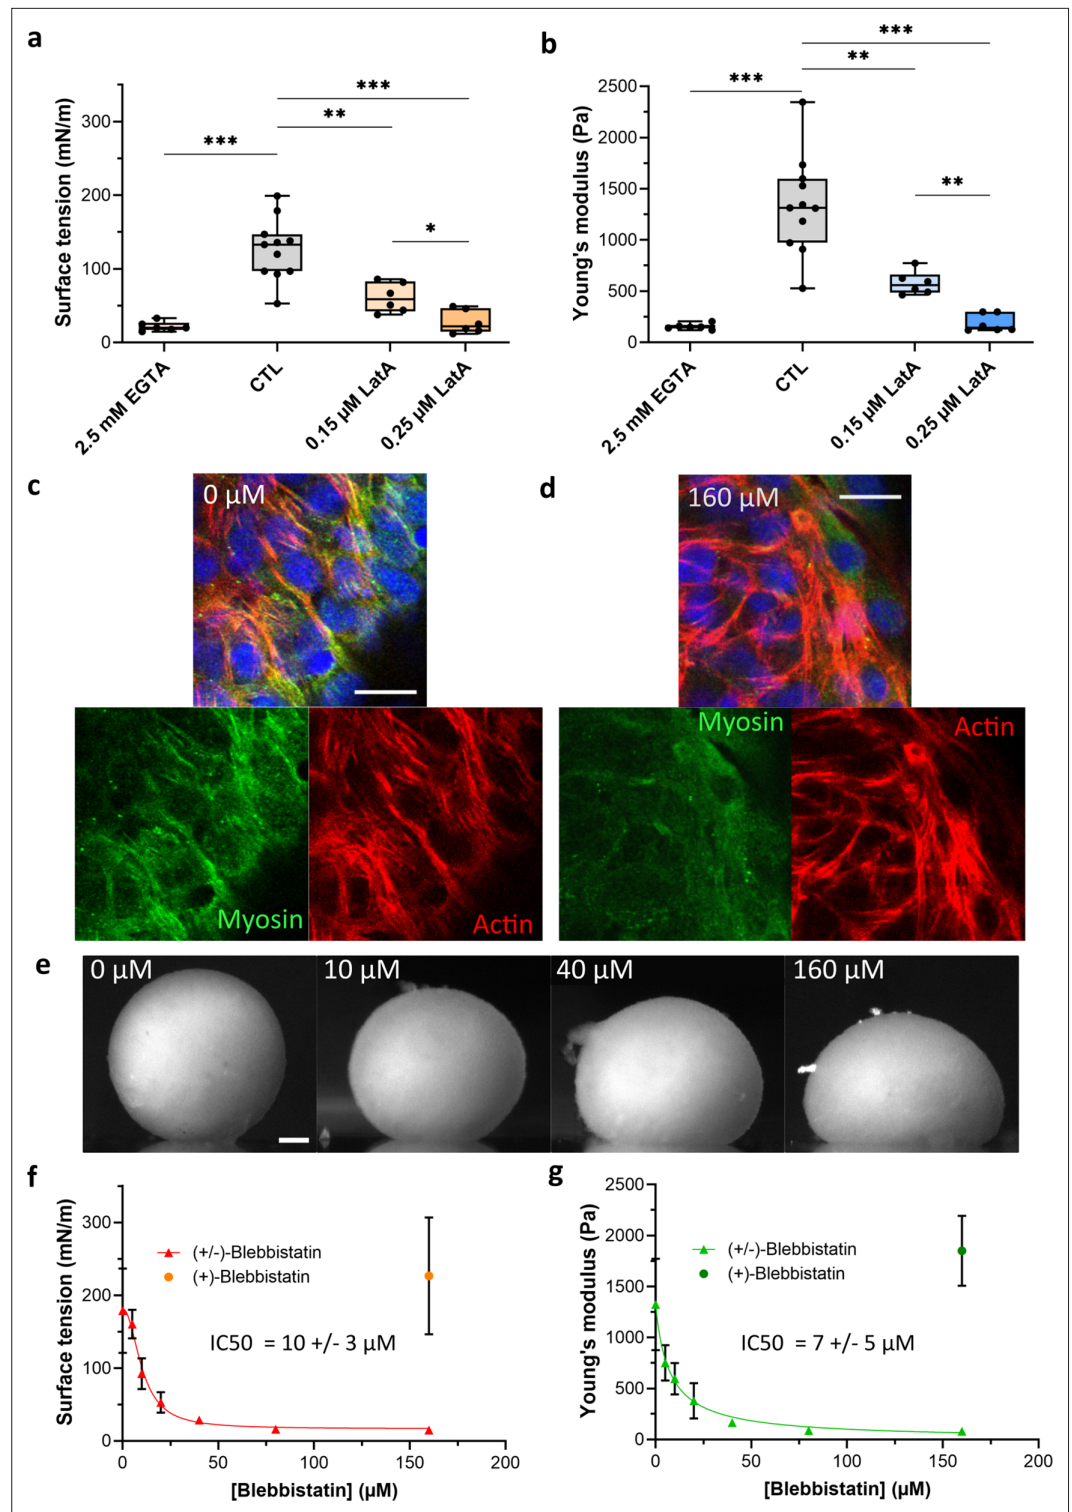 a
Surface tension (mN/m)
300
200
100
0
***
***
**
*
2.5 mM EGTA
CTL
0.15 µM LatA
0.25 µM LatA
b
Young's modulus (Pa)
2500
2000
1500
1000
500
0
***
***
**
**
2.5 mM EGTA
CTL
0.15 µM LatA
0.25 µM LatA
c
0 µM
Myosin
Actin
d
160 µM
Myosin
Actin
e
0 µM
10 µM
40 µM
160 µM
f
Surface tension (mN/m)
300
200
100
0
(+/-)-Blebbistatin
(+)-Blebbistatin
IC50 = 10 +/- 3 µM
0 50 100 150 200
[Blebbistatin] (µM)
g
Young's modulus (Pa)
2500
2000
1500
1000
500
0
(+/-)-Blebbistatin
(+)-Blebbistatin
IC50 = 7 +/- 5 µM
0 50 100 150 200
[Blebbistatin] (µM)